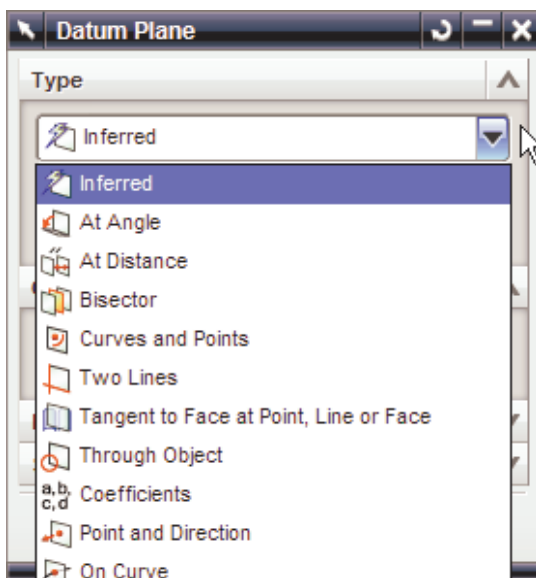 Datum Plane
Type
Inferred
Inferred
At Angle
At Distance
Bisector
Curves and Points
Two Lines
Tangent to Face at Point, Line or Face
Through Object
a,b,
c,d Coefficients
Point and Direction
On Curve